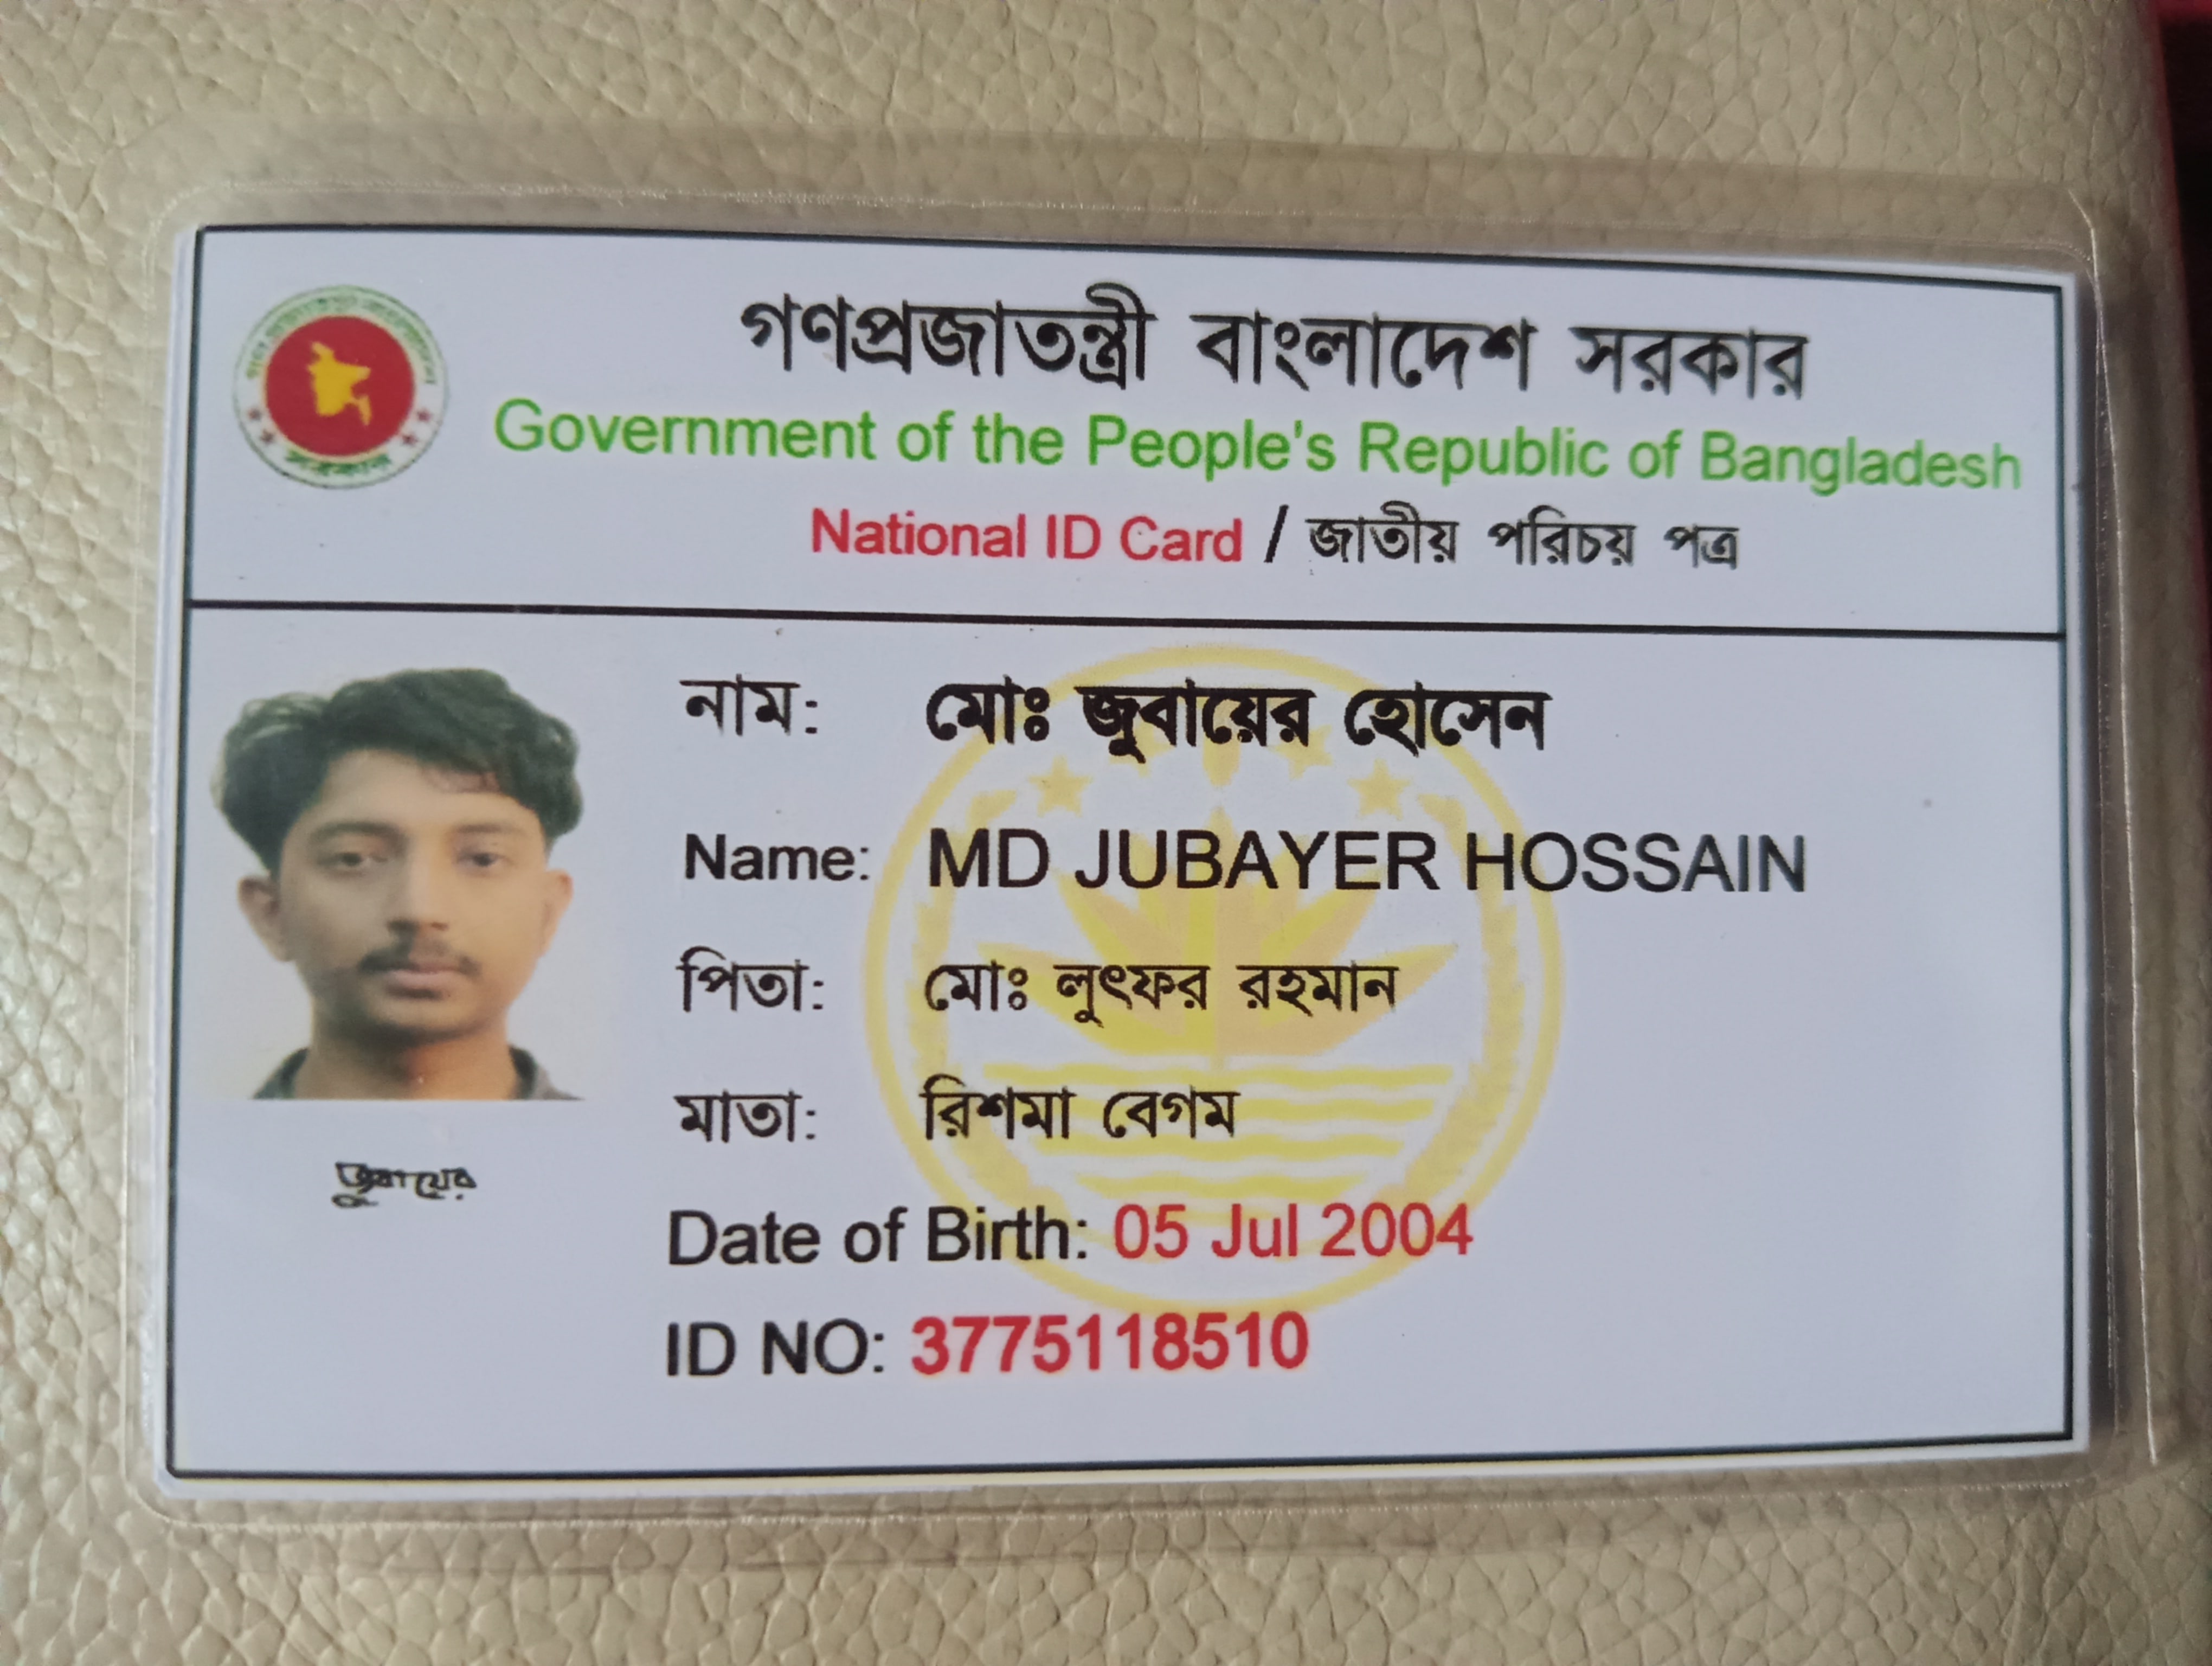 গণপ্রজাতন্ত্রী বাংলাদেশ সরকার
Government of the People's Republic of Bangladesh
National ID Card / জাতীয় পরিচয় পত্র
নাম: মোঃ জুবায়ের হোসেন
Name: MD JUBAYER HOSSAIN
পিতা: মোঃ লুৎফর রহমান
মাতা: রিশমা বেগম
জুবায়ের
Date of Birth: 05 Jul 2004
ID NO: 3775118510